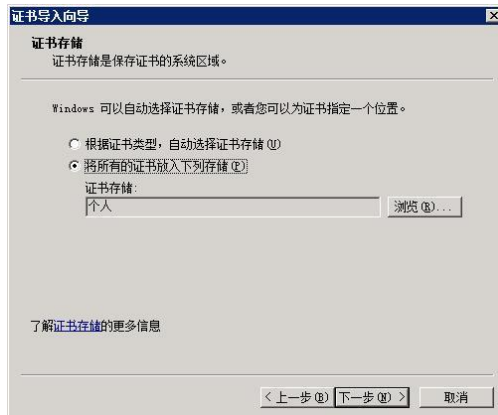 证书导入向导
证书存储
证书存储是保存证书的系统区域。
Windows 可以自动选择证书存储，或者您可以为证书指定一个位置。
根据证书类型，自动选择证书存储(U)
将所有的证书放入下列存储(P)
证书存储:
个人
浏览(R)...
了解证书存储的更多信息
< 上一步(B) 下一步(N) > 取消